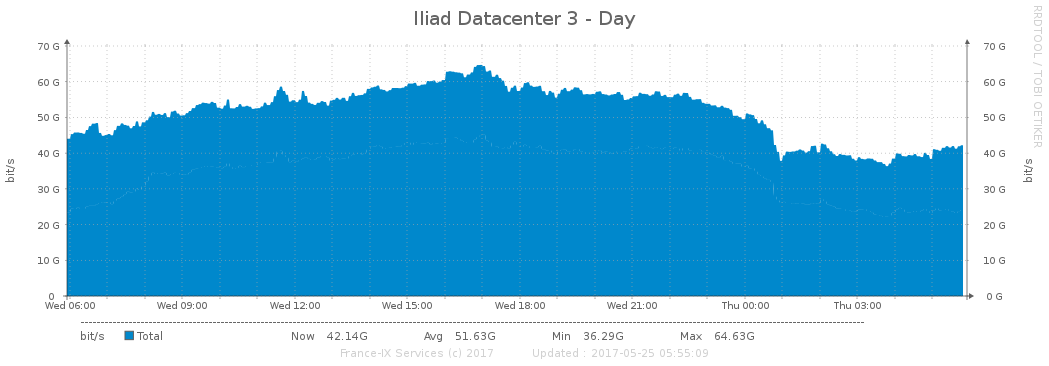 Iliad Datacenter 3 - Day
RRDTOOL / TOBI OETIKER
bit/s
bit/s
70 G 70 G
60 G 60 G
50 G 50 G
40 G 40 G
30 G 30 G
20 G 20 G
10 G 10 G
0 0 G
Wed 06:00 Wed 09:00 Wed 12:00 Wed 15:00 Wed 18:00 Wed 21:00 Thu 00:00 Thu 03:00
bit/s Total Now 42.14G Avg 51.63G Min 36.29G Max 64.63G
France-IX Services (c) 2017 Updated : 2017-05-25 05:55:09